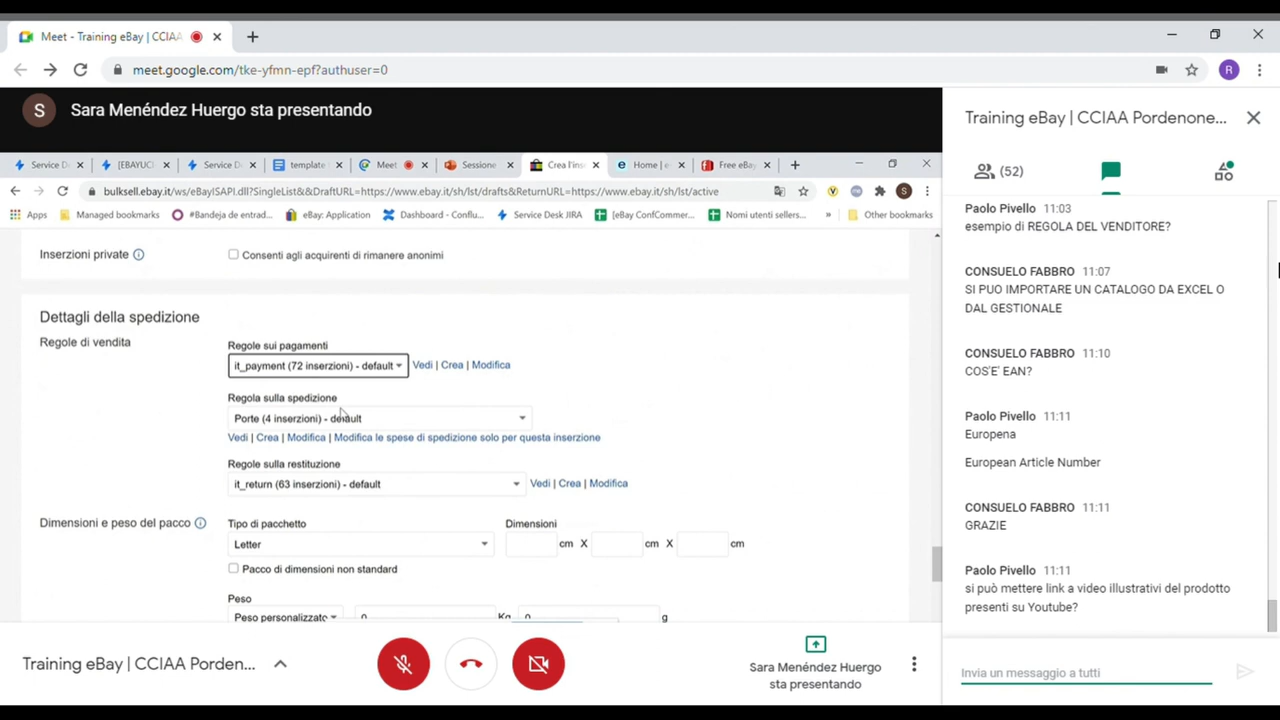 Meet - Training eBay | CCIAA
meet.google.com/tke-yfmn-epf?authuser=0
R
S
Sara Menéndez Huergo sta presentando
Service D
[EBAYUC
Service D
template
Meet
Sessione
Crea l'ins
Home | e
Free eBa
bulksell.ebay.it/ws/eBayISAPI.dll?SingleList&&DraftURL=https://www.ebay.it/sh/lst/drafts&ReturnURL=https://www.ebay.it/sh/lst/active
S
Apps
Managed bookmarks
#Bandeja de entrad...
eBay: Application
Dashboard - Conflu...
Service Desk JIRA
[eBay ConfCommer...
Nomi utenti sellers...
»
Other bookmarks
Inserzioni private
Consenti agli acquirenti di rimanere anonimi
Dettagli della spedizione
Regole di vendita
Regole sui pagamenti
it_payment (72 inserzioni) - default
Vedi | Crea | Modifica
Regola sulla spedizione
Porte (4 inserzioni) - default
Vedi | Crea | Modifica | Modifica le spese di spedizione solo per questa inserzione
Regole sulla restituzione
it_return (63 inserzioni) - default
Vedi | Crea | Modifica
Dimensioni e peso del pacco
Tipo di pacchetto
Dimensioni
Letter
cm X cm X cm
Pacco di dimensioni non standard
Peso
Peso personalizzato
0
Kg
0
g
Training eBay | CCIAA Porden...
Sara Menéndez Huergo
sta presentando
Training eBay | CCIAA Pordenone...
(52)
Paolo Pivello 11:03
esempio di REGOLA DEL VENDITORE?
CONSUELO FABBRO 11:07
SI PUO IMPORTARE UN CATALOGO DA EXCEL O
DAL GESTIONALE
CONSUELO FABBRO 11:10
COS'E' EAN?
Paolo Pivello 11:11
Europena
European Article Number
CONSUELO FABBRO 11:11
GRAZIE
Paolo Pivello 11:11
si può mettere link a video illustrativi del prodotto
presenti su Youtube?
Invia un messaggio a tutti